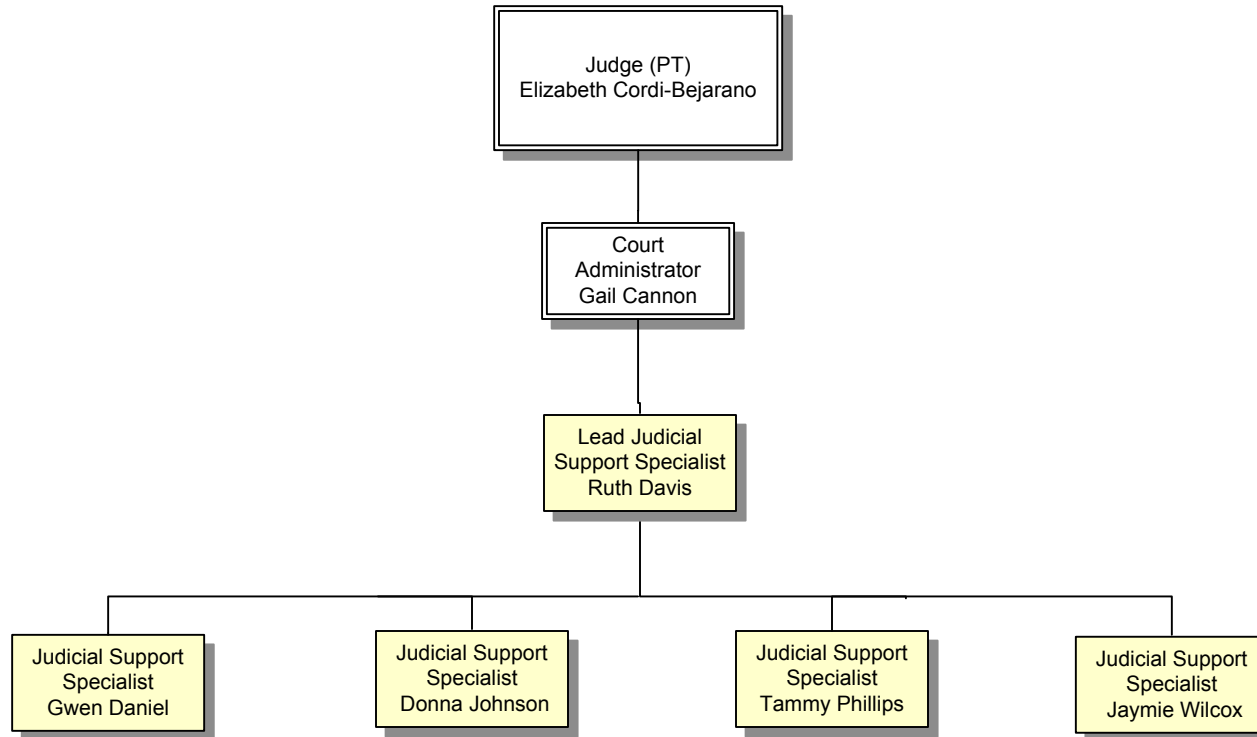 Judge (PT)
Elizabeth Cordi-Bejarano
Court
Administrator
Gail Cannon
Lead Judicial
Support Specialist
Ruth Davis
Judicial Support
Specialist
Gwen Daniel
Judicial Support
Specialist
Donna Johnson
Judicial Support
Specialist
Tammy Phillips
Judicial Support
Specialist
Jaymie Wilcox